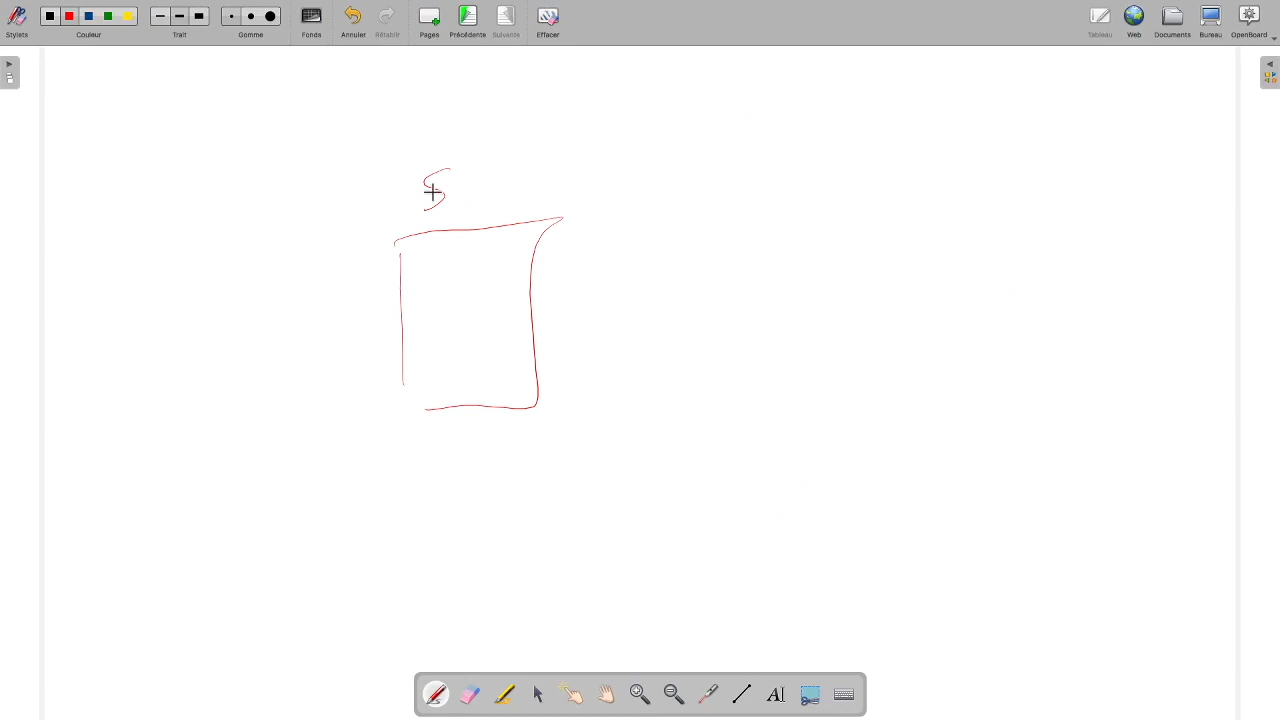 Stylets
Couleur
Trait
Gomme
Fonds
Annuler
Rétablir
Pages
Précédente
Suivante
Effacer
Tableau
Web
Documents
Bureau
OpenBoard
S